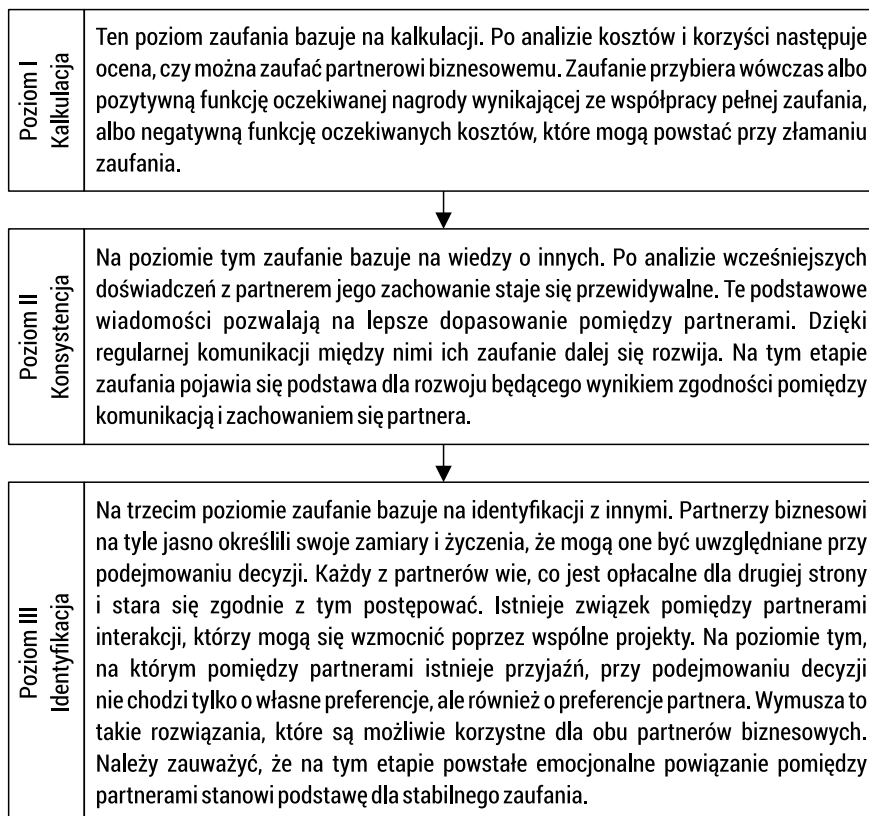 Poziom I
Kalkulacja
Ten poziom zaufania bazuje na kalkulacji. Po analizie kosztów i korzyści następuje
ocena, czy można zaufać partnerowi biznesowemu. Zaufanie przybiera wówczas albo
pozytywną funkcję oczekiwanej nagrody wynikającej ze współpracy pełnej zaufania,
albo negatywną funkcję oczekiwanych kosztów, które mogą powstać przy złamaniu
zaufania.
Poziom II
Konsystencja
Na poziomie tym zaufanie bazuje na wiedzy o innych. Po analizie wcześniejszych
doświadczeń z partnerem jego zachowanie staje się przewidywalne. Te podstawowe
wiadomości pozwalają na lepsze dopasowanie pomiędzy partnerami. Dzięki
regularnej komunikacji między nimi ich zaufanie dalej się rozwija. Na tym etapie
zaufania pojawia się podstawa dla rozwoju będącego wynikiem zgodności pomiędzy
komunikacją i zachowaniem się partnera.
Poziom III
Identyfikacja
Na trzecim poziomie zaufanie bazuje na identyfikacji z innymi. Partnerzy biznesowi
na tyle jasno określili swoje zamiary i życzenia, że mogą one być uwzględniane przy
podejmowaniu decyzji. Każdy z partnerów wie, co jest opłacalne dla drugiej strony
i stara się zgodnie z tym postępować. Istnieje związek pomiędzy partnerami
interakcji, którzy mogą się wzmocnić poprzez wspólne projekty. Na poziomie tym,
na którym pomiędzy partnerami istnieje przyjaźń, przy podejmowaniu decyzji
nie chodzi tylko o własne preferencje, ale również o preferencje partnera. Wymusza to
takie rozwiązania, które są możliwie korzystne dla obu partnerów biznesowych.
Należy zauważyć, że na tym etapie powstałe emocjonalne powiązanie pomiędzy
partnerami stanowi podstawę dla stabilnego zaufania.